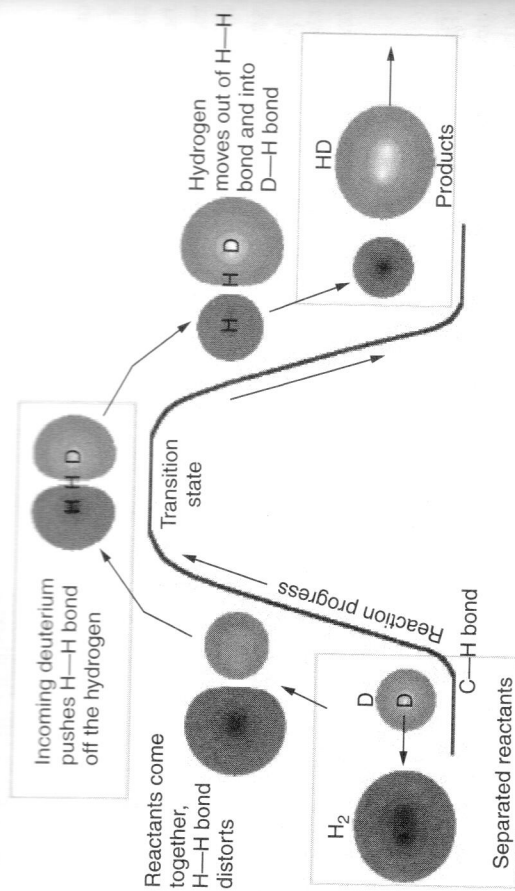 Incoming deuterium
pushes H—H bond
off the hydrogen
H H D
Reactants come
together,
H—H bond
distorts
Transition
state
Hydrogen
moves out of H—H
bond and into
D—H bond
H H D
Reaction progress
H₂
D
D
C—H bond
Separated reactants
HD
Products